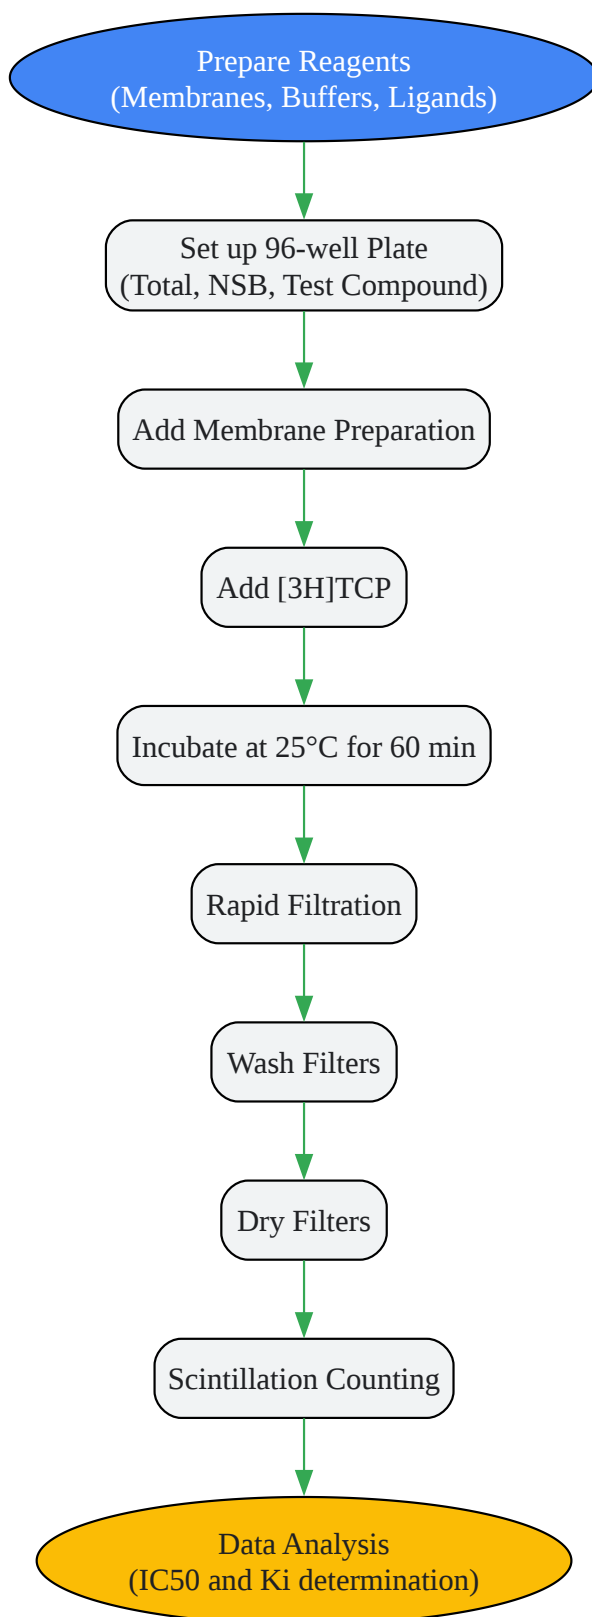 Prepare Reagents
(Membranes, Buffers, Ligands)
Set up 96-well Plate
(Total, NSB, Test Compound)
Add Membrane Preparation
Add [3H]TCP
Incubate at 25°C for 60 min
Rapid Filtration
Wash Filters
Dry Filters
Scintillation Counting
Data Analysis
(IC50 and Ki determination)